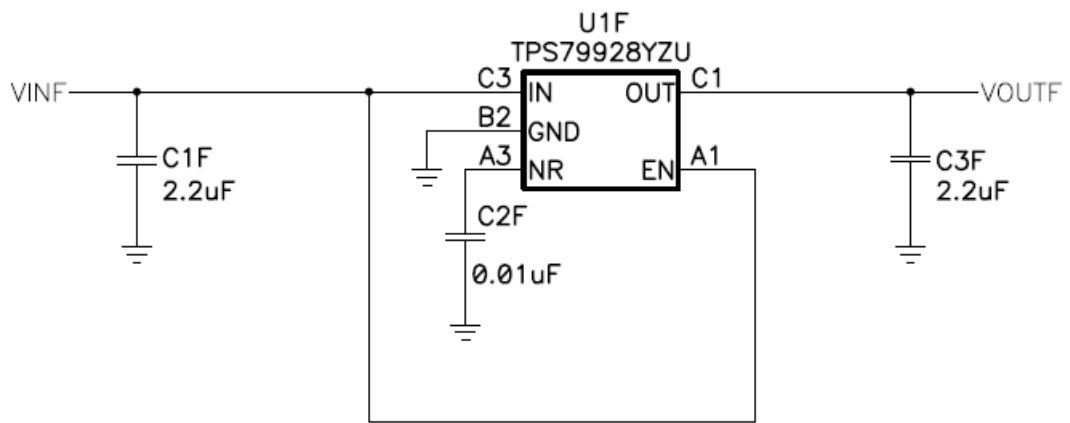 U1F
TPS79928YZU
VINF
C3
IN
OUT
C1
VOUTF
B2
GND
C1F
2.2uF
A3
NR
EN
A1
C3F
2.2uF
C2F
0.01uF